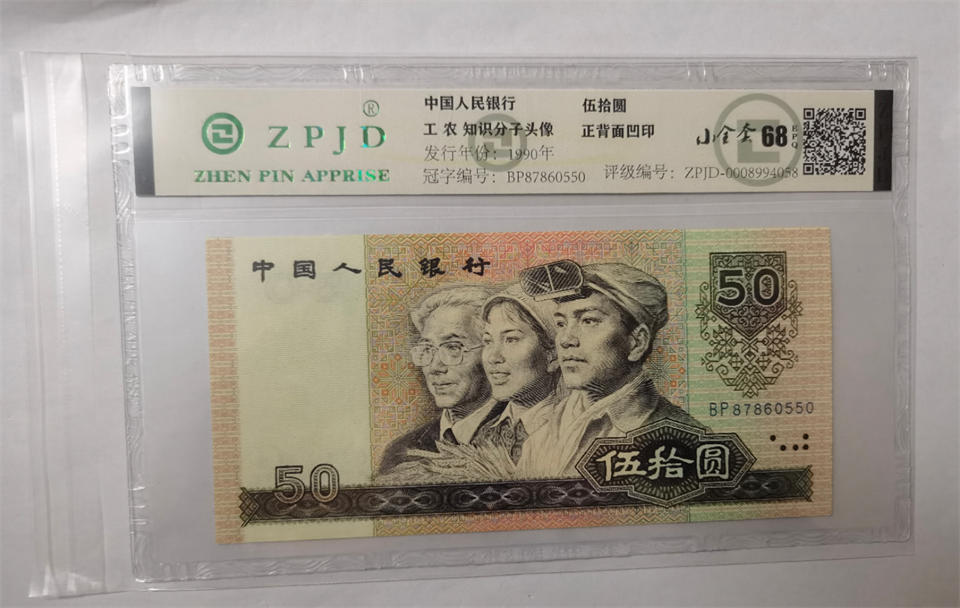 ® 
ZPJD
ZHEN PIN APPRISE
中国人民银行 伍拾圆
工 农 知识分子头像 正背面凹印
发行年份：1990年
冠字编号：BP87860550 评级编号：ZPJD-0008994058
小全套 68 EPQ
中国人民银行
50
BP87860550
50
伍拾圆